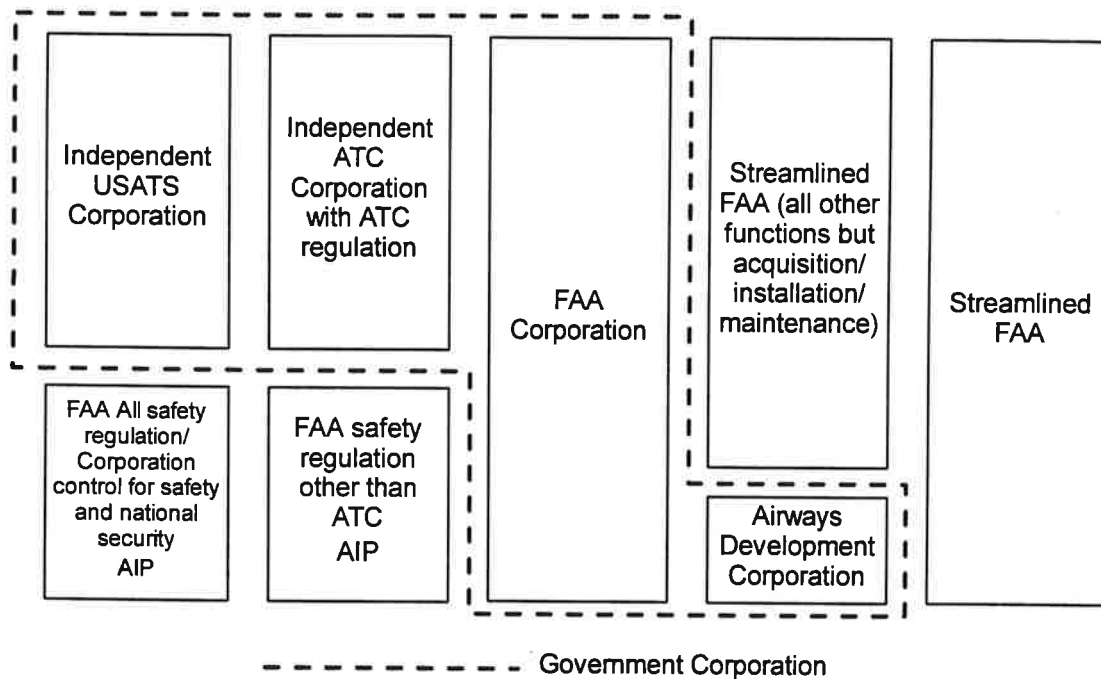 Independent
USATS
Corporation
Independent
ATC
Corporation
with ATC
regulation
FAA
Corporation
Streamlined
FAA (all other
functions but
acquisition/
installation/
maintenance)
Streamlined
FAA
FAA All safety
regulation/
Corporation
control for safety
and national
security
AIP
FAA safety
regulation
other than
ATC
AIP
Airways
Development
Corporation
Government Corporation